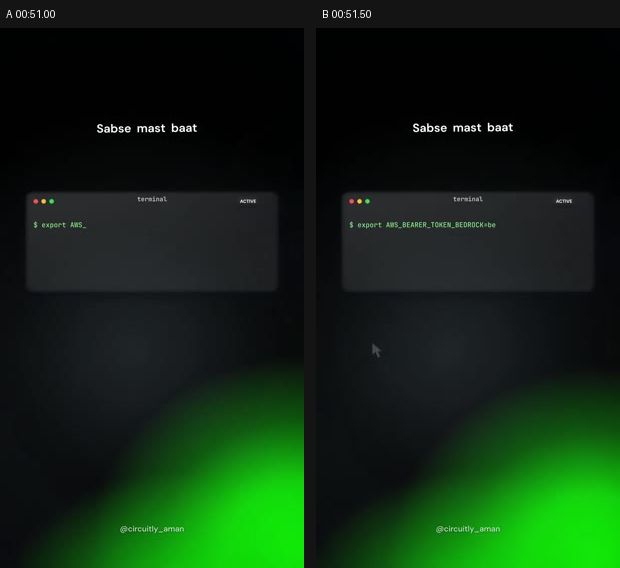 A 00:51.00
Sabse mast baat
terminal
ACTIVE
$ export AWS_
@circuitly_aman
B 00:51.50
Sabse mast baat
terminal
ACTIVE
$ export AWS_BEARER_TOKEN_BEDROCK=be
@circuitly_aman